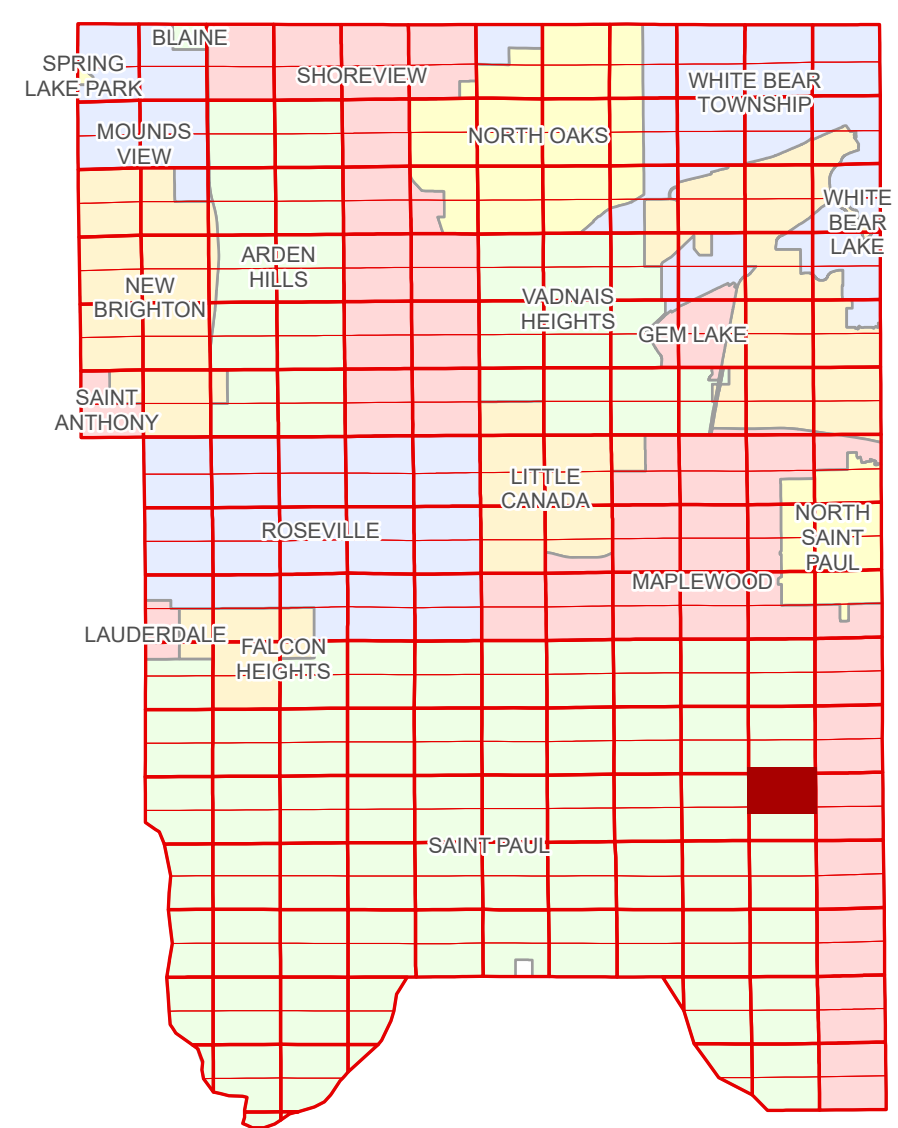 BLAINE
SPRING
LAKE PARK
SHOREVIEW
WHITE BEAR
TOWNSHIP
MOUNDS
VIEW
NORTH OAKS
WHITE
BEAR
LAKE
ARDEN
HILLS
NEW
BRIGHTON
VADNAIS
HEIGHTS
GEM LAKE
SAINT
ANTHONY
LITTLE
CANADA
NORTH
SAINT
PAUL
ROSEVILLE
MAPLEWOOD
LAUDERDALE
FALCON
HEIGHTS
SAINT PAUL